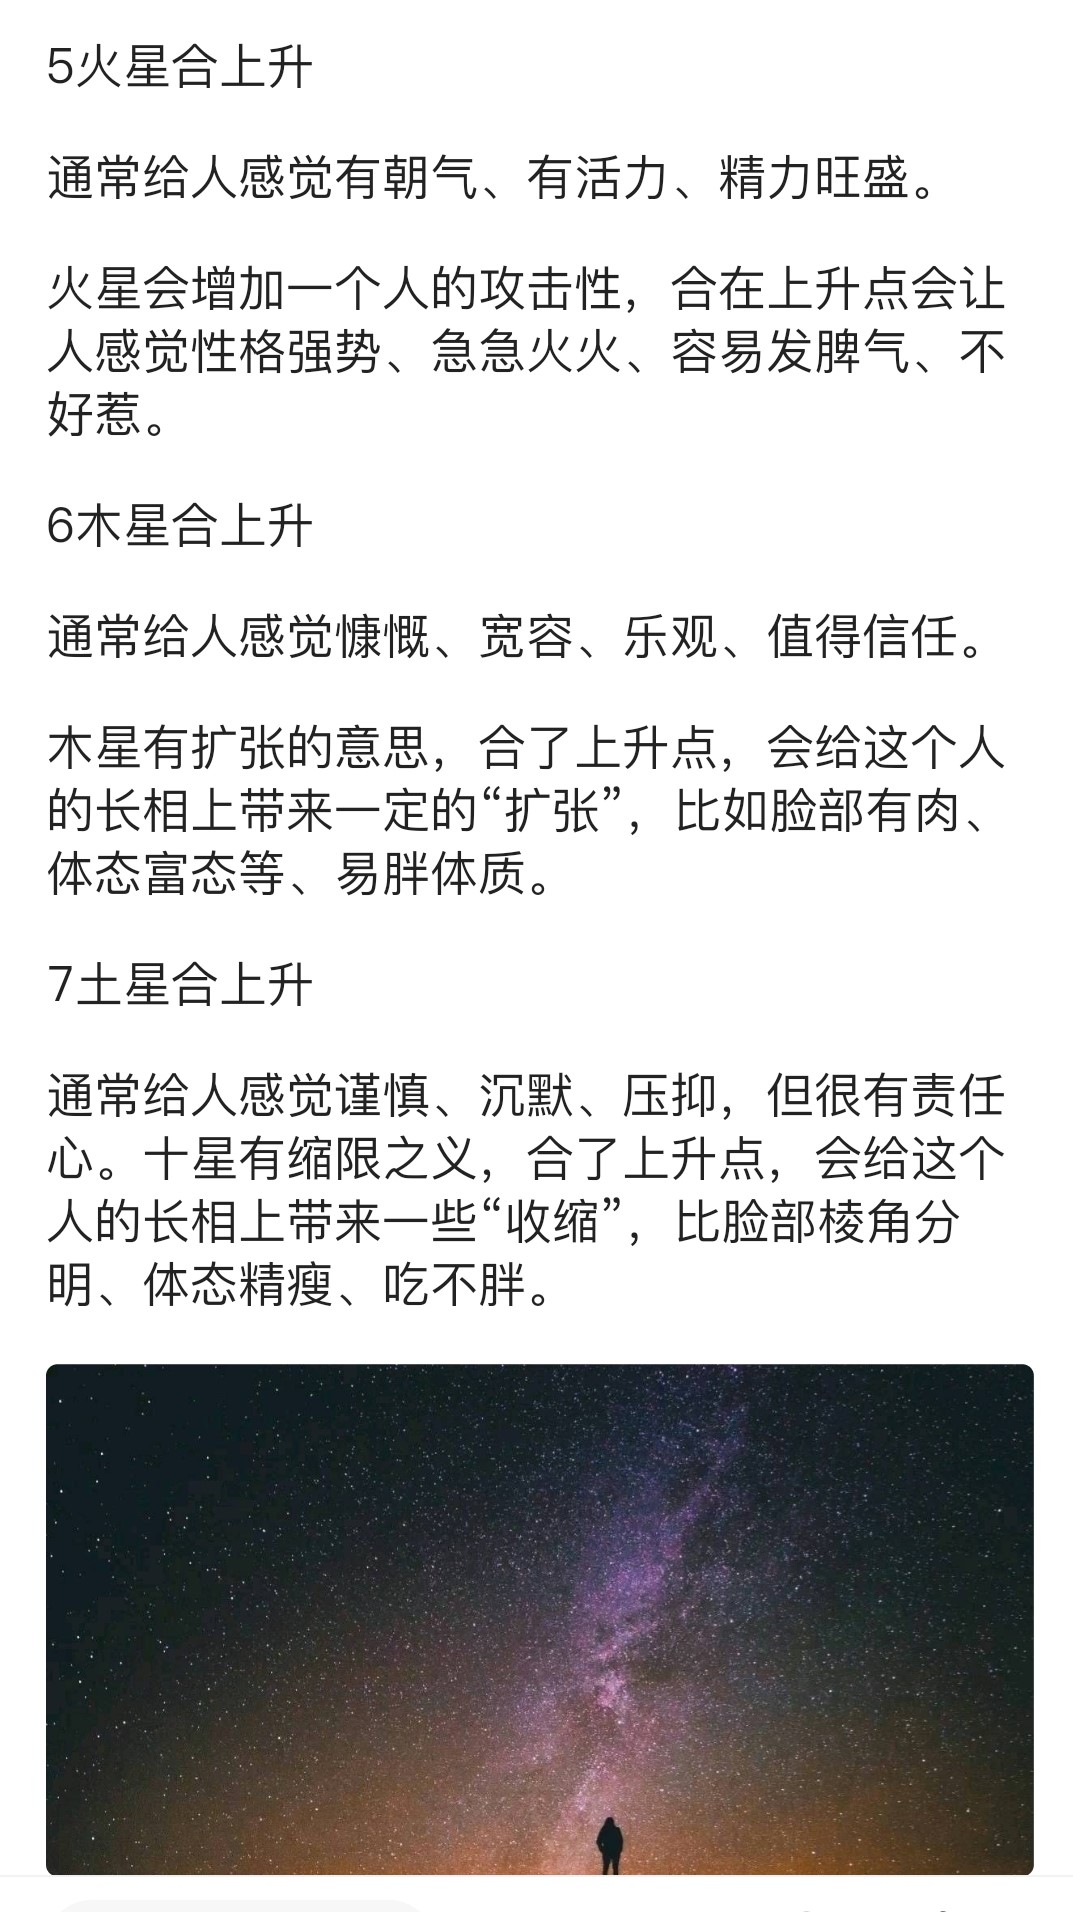 5火星合上升
通常给人感觉有朝气、有活力、精力旺盛。
火星会增加一个人的攻击性，合在上升点会让
人感觉性格强势、急急火火、容易发脾气、不
好惹。
6木星合上升
通常给人感觉慷慨、宽容、乐观、值得信任。
木星有扩张的意思，合了上升点，会给这个人
的长相上带来一定的“扩张”，比如脸部有肉、
体态富态等、易胖体质。
7土星合上升
通常给人感觉谨慎、沉默、压抑，但很有责任
心。十星有缩限之义，合了上升点，会给这个
人的长相上带来一些“收缩”，比脸部棱角分
明、体态精瘦、吃不胖。